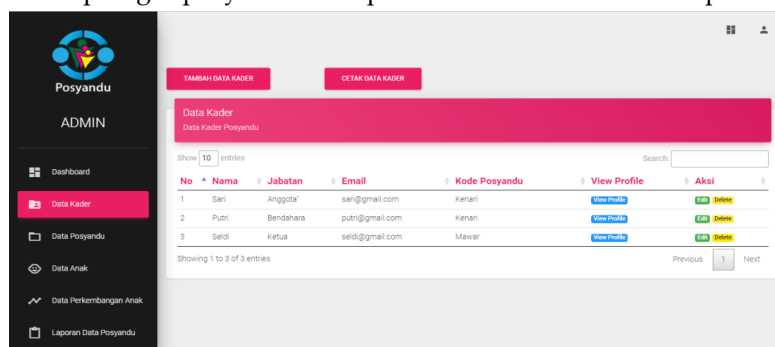 Posyandu
ADMIN
Dashboard
Data Kader
Data Posyandu
Data Anak
Data Perkembangan Anak
Laporan Data Posyandu
TAMBAH DATA KADER CETAK DATA KADER
Data Kader
Data Kader Posyandu
Show 10 entries Search:
No Nama Jabatan Email Kode Posyandu View Profile Aksi
1 Sari Anggota' sari@gmail.com Kenari View Profile Edit Delete
2 Putri Bendahara putri@gmail.com Kenari View Profile Edit Delete
3 Seldi Ketua seldi@gmail.com Mawar View Profile Edit Delete
Showing 1 to 3 of 3 entries Previous 1 Next